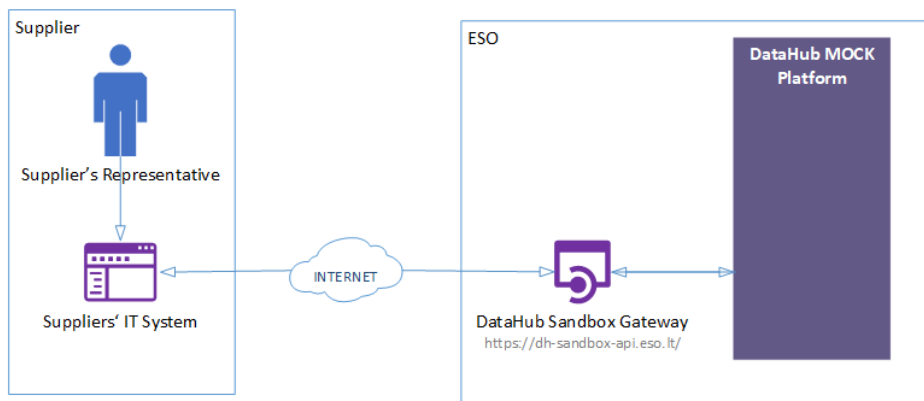 Supplier
Supplier's Representative
Suppliers‘ IT System
INTERNET
ESO
DataHub Sandbox Gateway
https://dh-sandbox-api.eso.lt/
DataHub MOCK
Platform